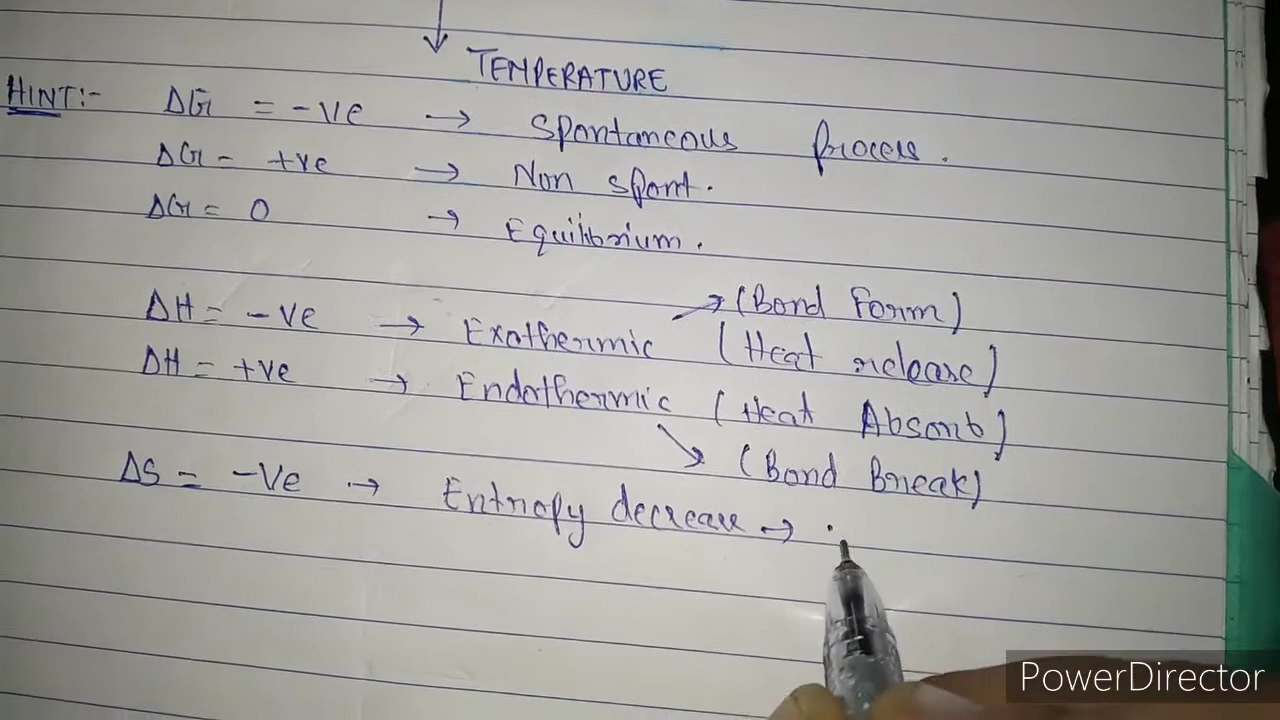 TEMPERATURE
HINT:- ΔG = -ve → Spontaneous Process.
ΔG = +ve → Non spont.
ΔG = 0 → Equilibrium.
→ (Bond Form)
ΔH = -ve → Exothermic (Heat release)
ΔH = +ve → Endothermic (Heat Absorb)
→ (Bond Break)
ΔS = -ve → Entropy decrease →
PowerDirector